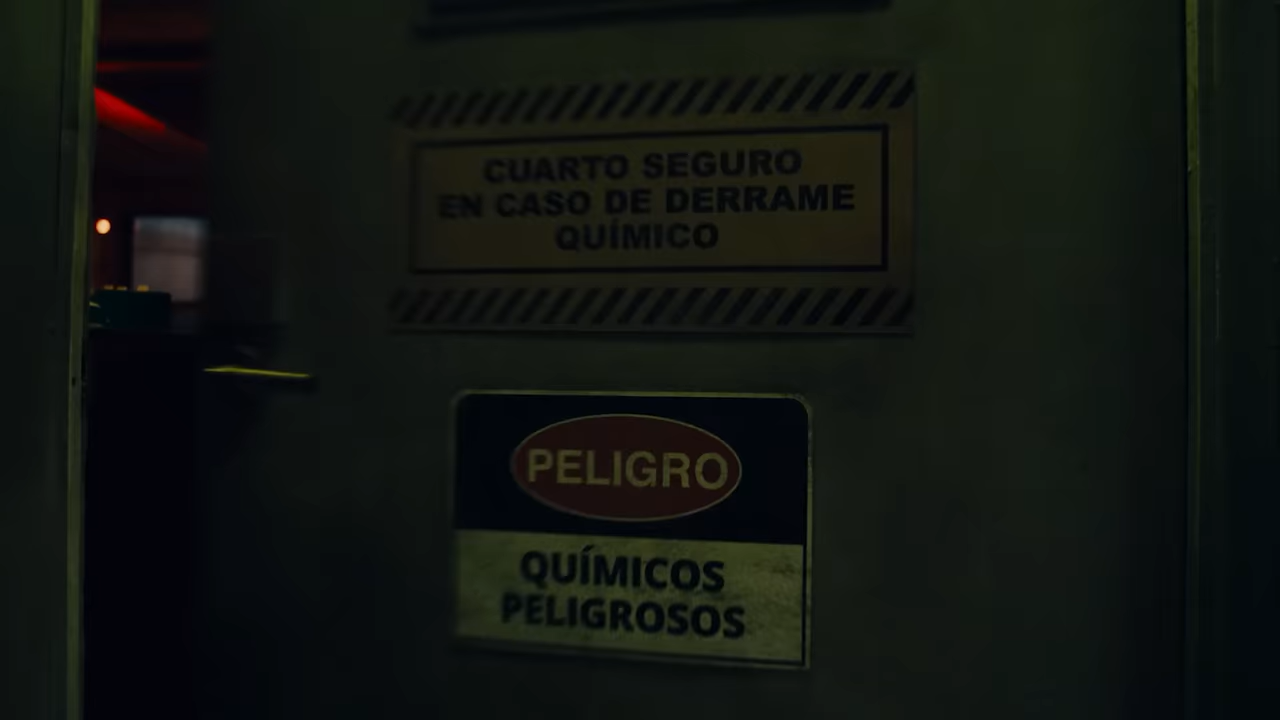 CUARTO SEGURO
EN CASO DE DERRAME
QUÍMICO
PELIGRO
QUÍMICOS
PELIGROSOS